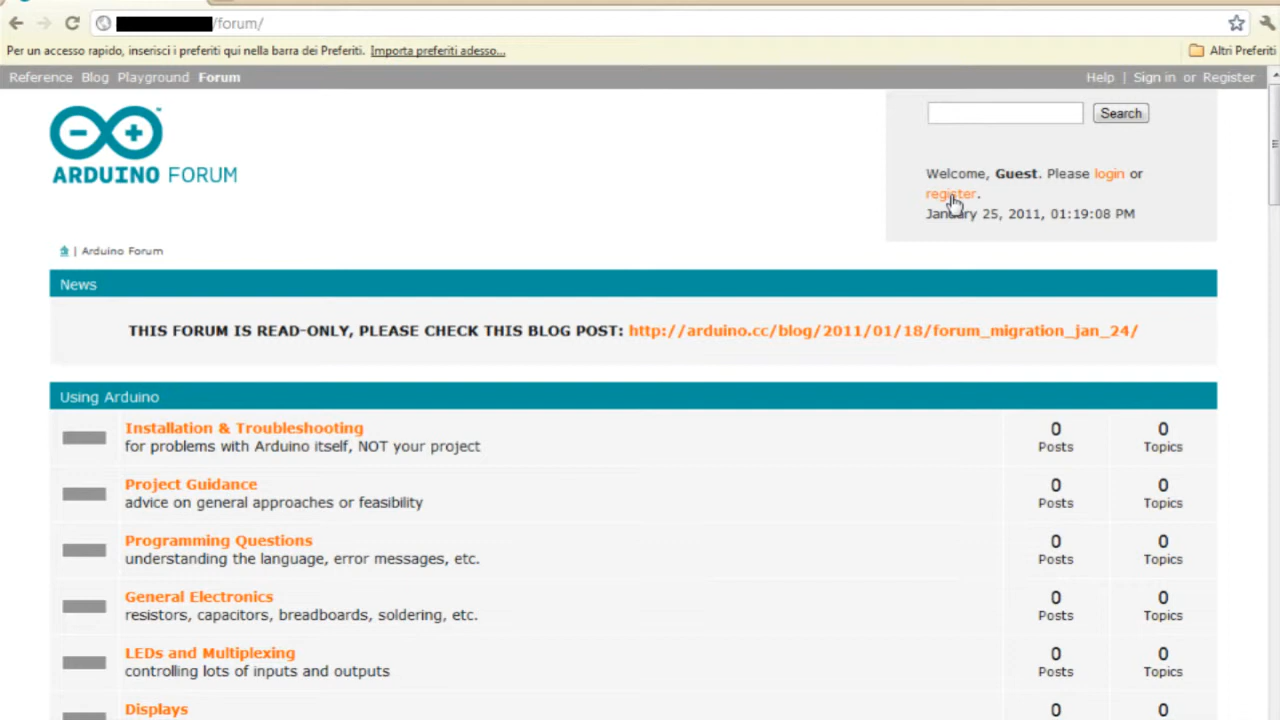 /forum/
Per un accesso rapido, inserisci i preferiti qui nella barra dei Preferiti. Importa preferiti adesso...
Altri Preferiti
Reference Blog Playground Forum
Help | Sign in or Register
Search
ARDUINO FORUM
Welcome, Guest. Please login or
register.
January 25, 2011, 01:19:08 PM
| Arduino Forum
News
THIS FORUM IS READ-ONLY, PLEASE CHECK THIS BLOG POST: http://arduino.cc/blog/2011/01/18/forum_migration_jan_24/
Using Arduino
Installation & Troubleshooting
for problems with Arduino itself, NOT your project
0
Posts
0
Topics
Project Guidance
advice on general approaches or feasibility
0
Posts
0
Topics
Programming Questions
understanding the language, error messages, etc.
0
Posts
0
Topics
General Electronics
resistors, capacitors, breadboards, soldering, etc.
0
Posts
0
Topics
LEDs and Multiplexing
controlling lots of inputs and outputs
0
Posts
0
Topics
Displays
0
0